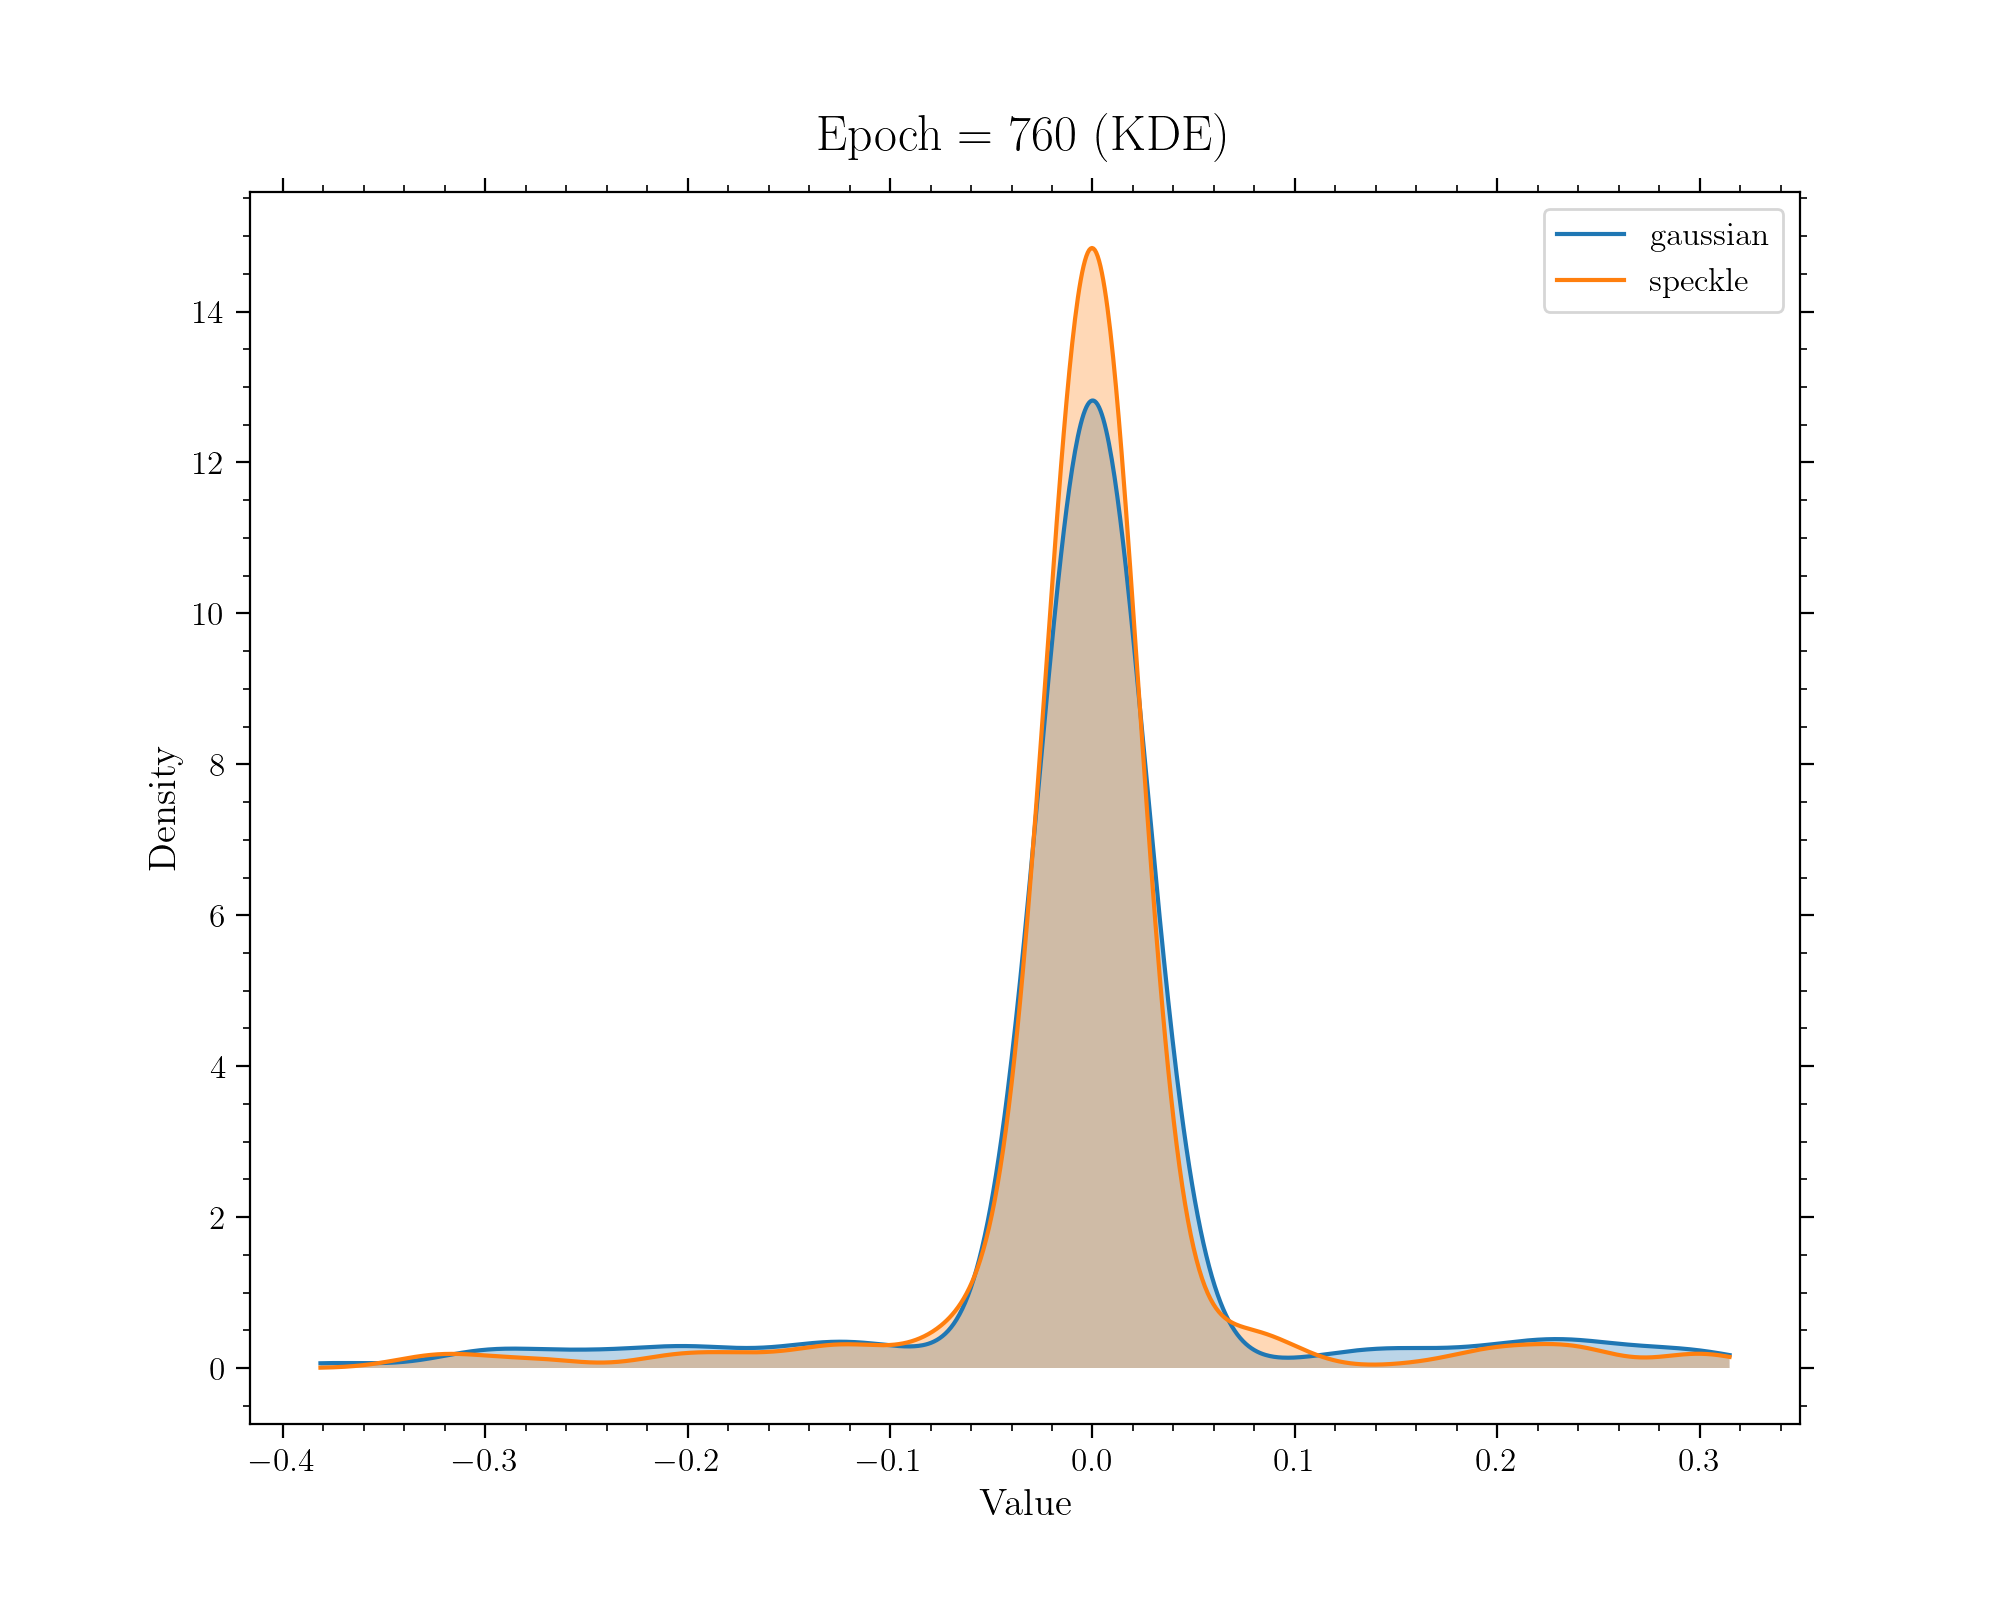 Epoch = 760 (KDE)
gaussian
speckle
14
12
10
8
6
4
2
0
Density
−0.4 −0.3 −0.2 −0.1 0.0 0.1 0.2 0.3
Value